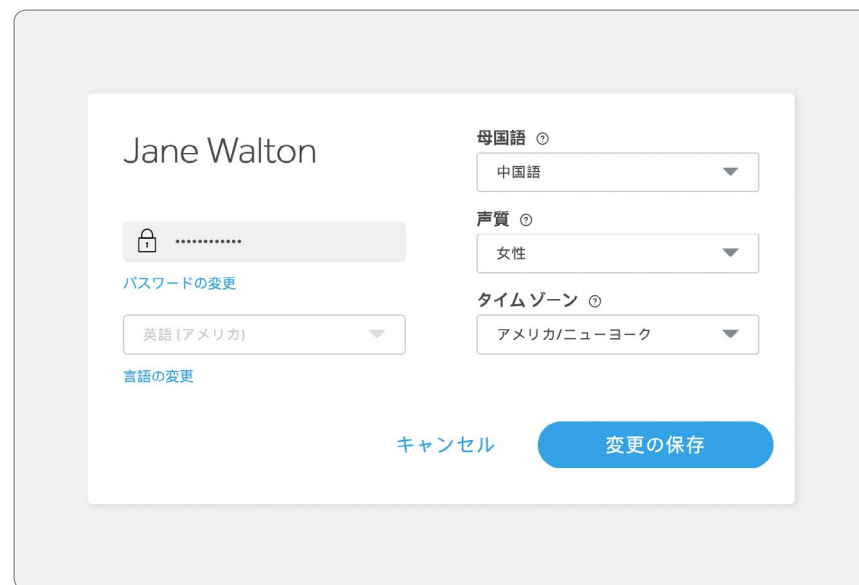 Jane Walton
••••••••••••
パスワードの変更
英語 (アメリカ)
言語の変更
母国語
中国語
声質
女性
タイム ゾーン
アメリカ/ニューヨーク
キャンセル
変更の保存